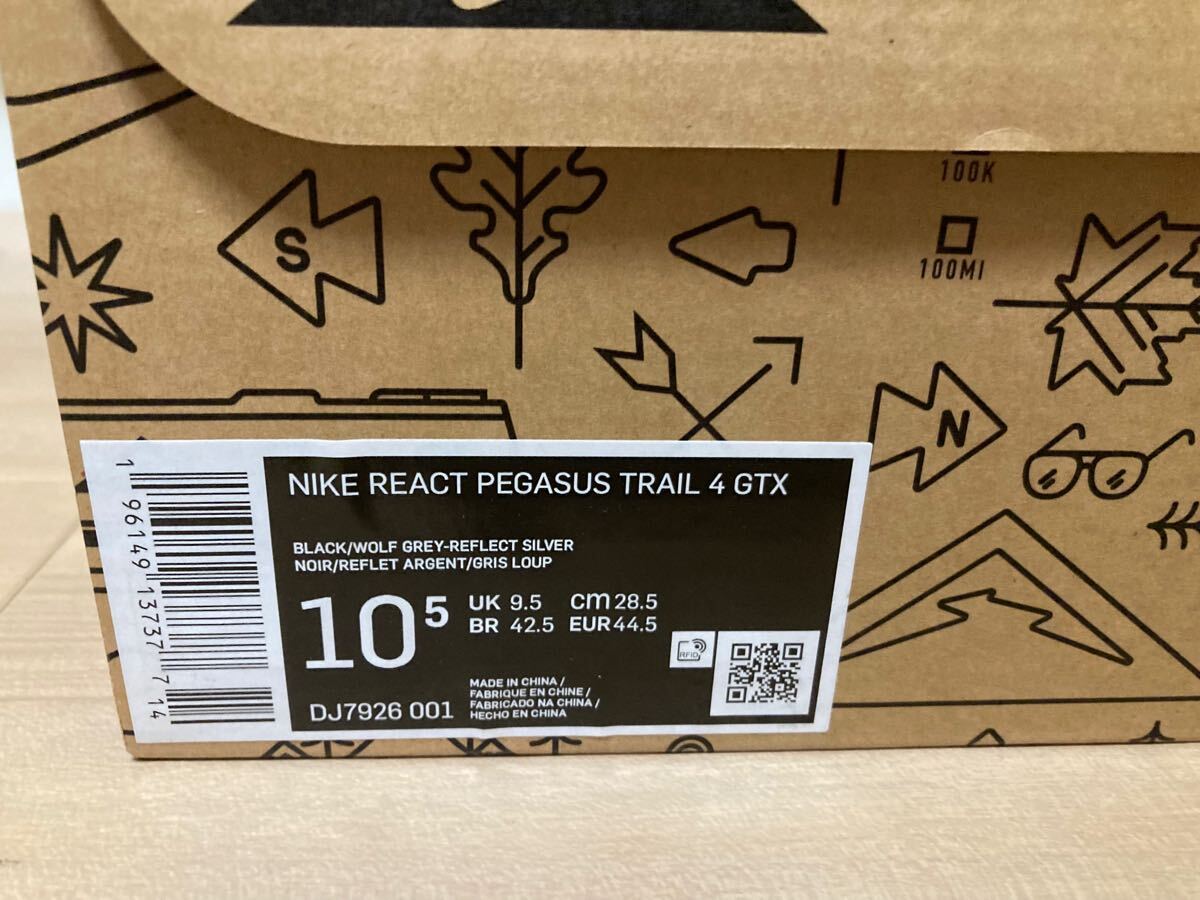 100K
S
100MI
N
NIKE REACT PEGASUS TRAIL 4 GTX
BLACK/WOLF GREY-REFLECT SILVER
NOIR/REFLET ARGENT/GRIS LOUP
10 5
UK 9.5 cm 28.5
BR 42.5 EUR 44.5
RFID
MADE IN CHINA /
FABRIQUE EN CHINE /
FABRICADO NA CHINA /
HECHO EN CHINA
DJ7926 001
1 96149 13737 7 14